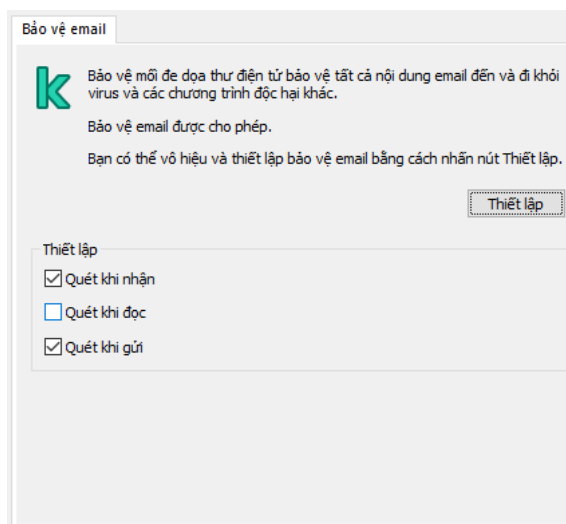 Bảo vệ email
Bảo vệ mối đe dọa thư điện tử bảo vệ tất cả nội dung email đến và đi khỏi
virus và các chương trình độc hại khác.
Bảo vệ email được cho phép.
Bạn có thể vô hiệu và thiết lập bảo vệ email bằng cách nhấn nút Thiết lập.
Thiết lập
Thiết lập
Quét khi nhận
Quét khi đọc
Quét khi gửi